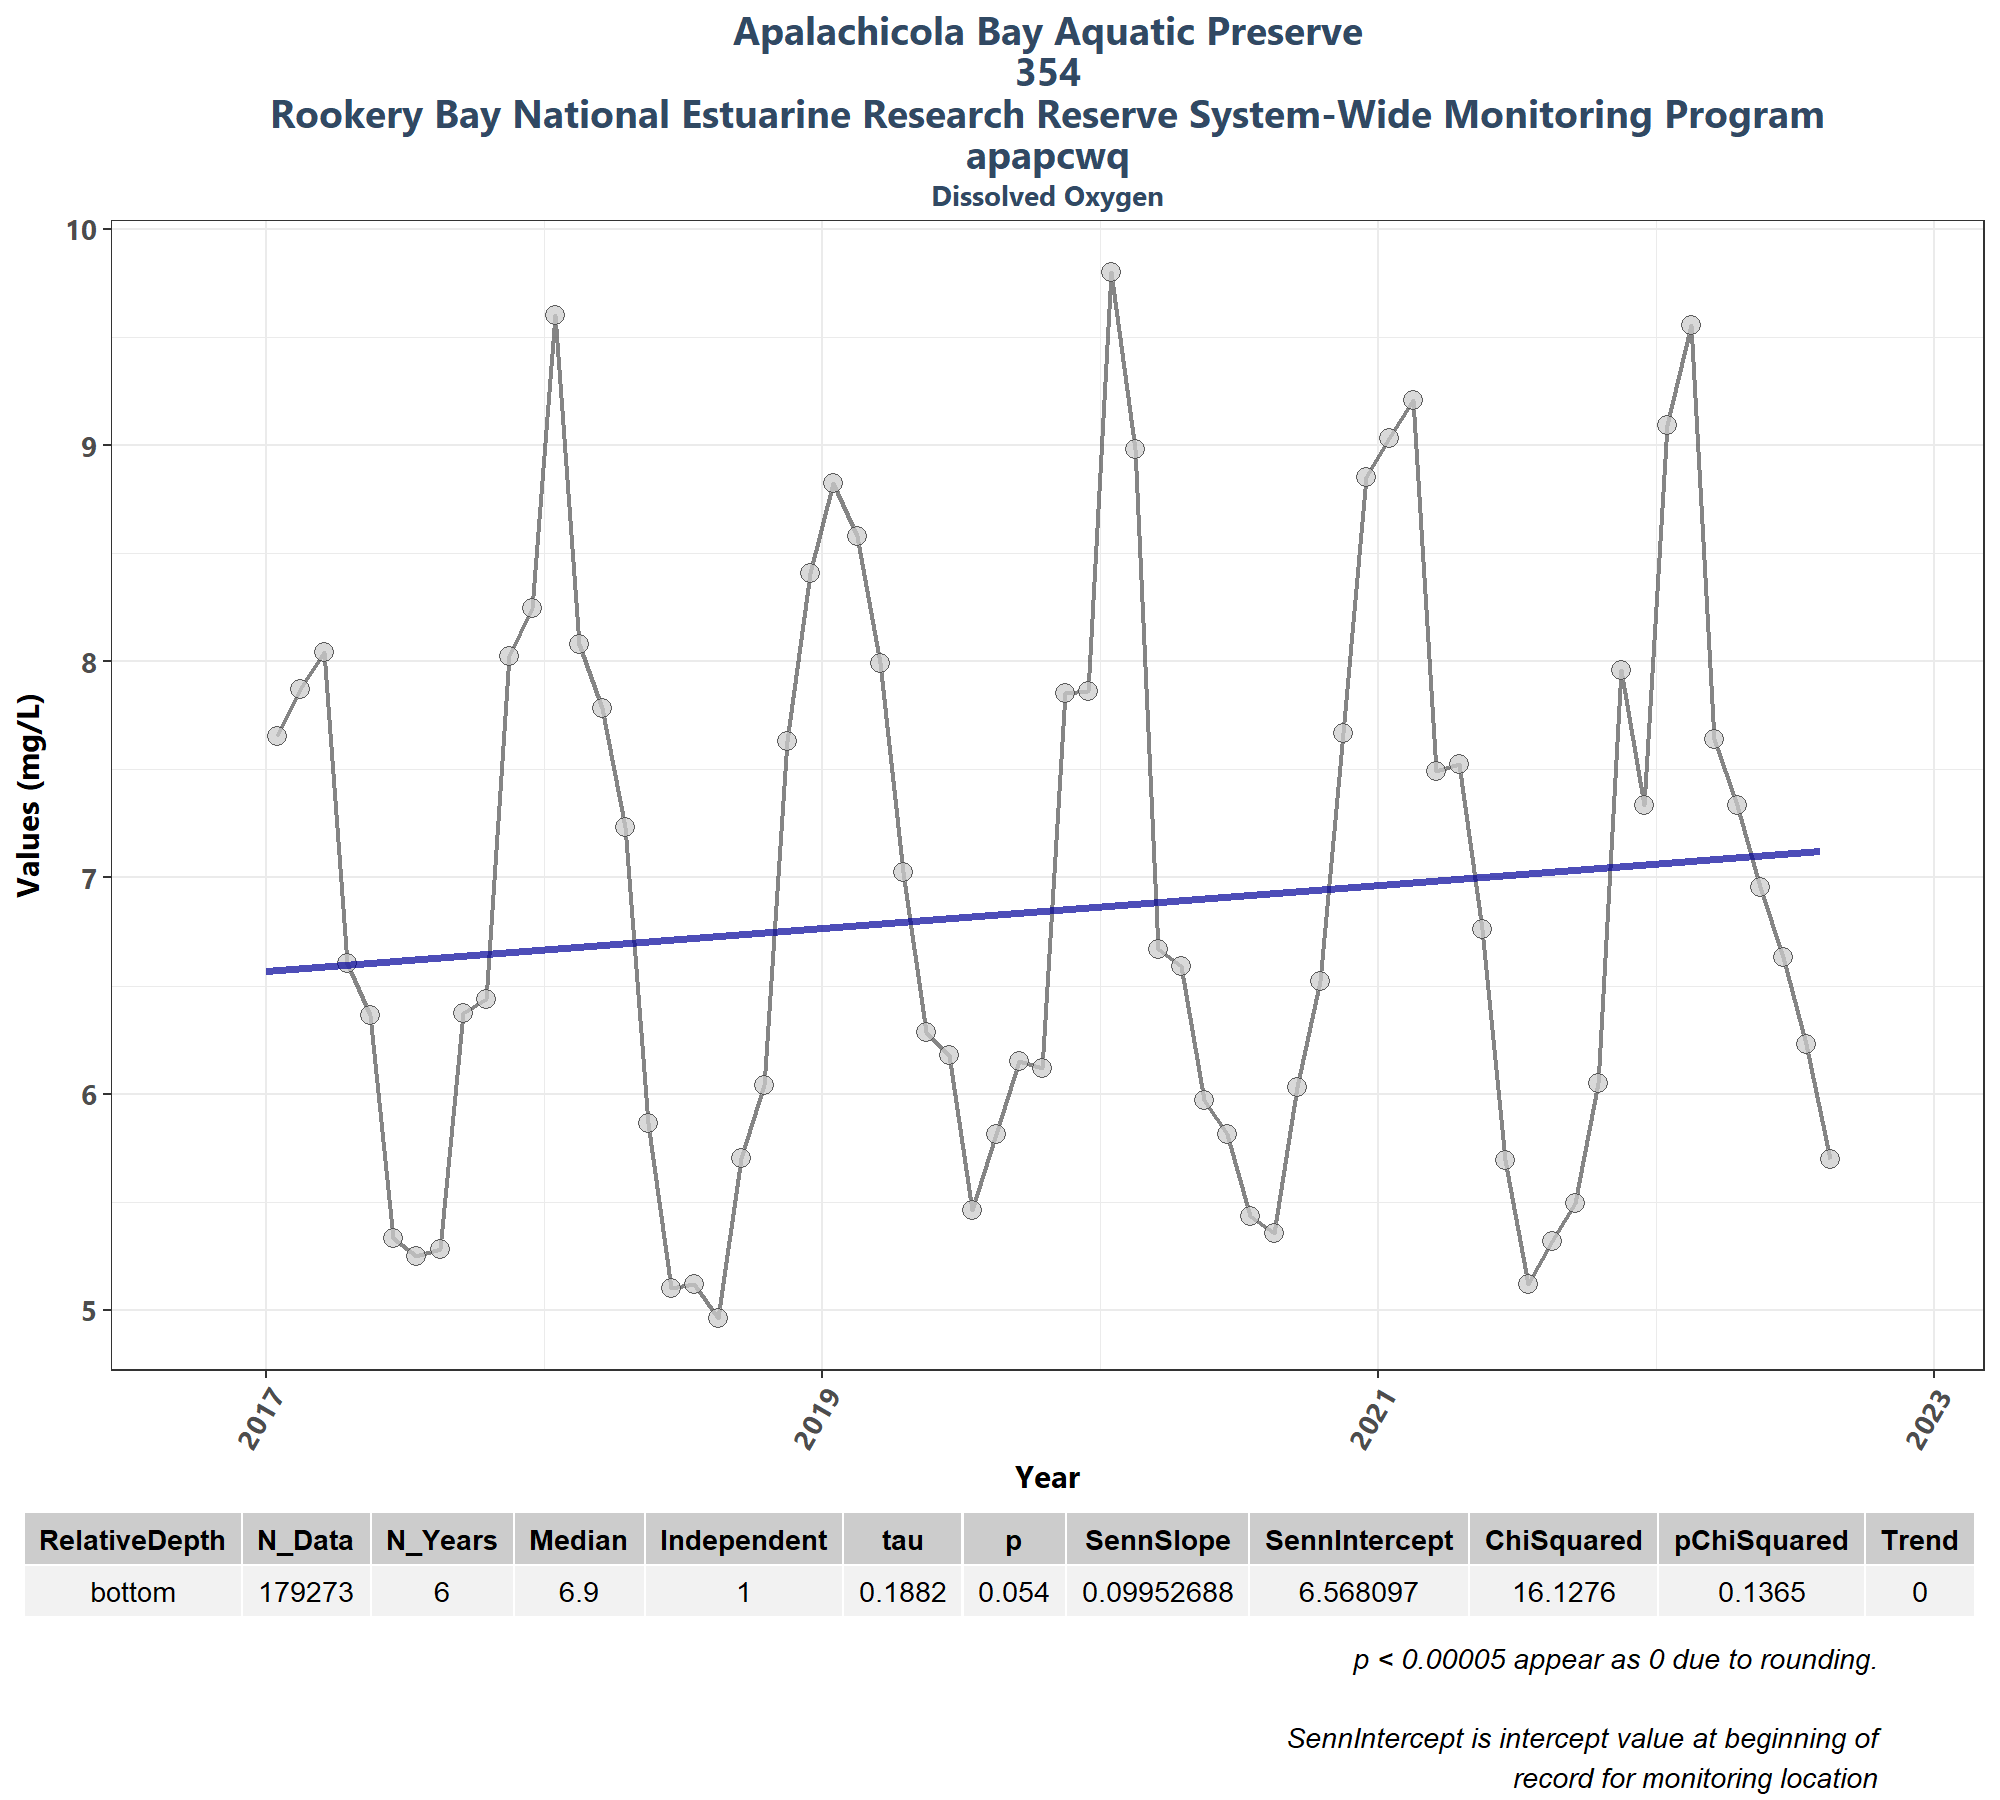 Apalachicola Bay Aquatic Preserve
354
Rookery Bay National Estuarine Research Reserve System-Wide Monitoring Program
apapcwq
Dissolved Oxygen
10
9
8
7
6
5
Values (mg/L)
2017
2019
2021
2023
Year
RelativeDepth N_Data N_Years Median Independent tau p SennSlope SennIntercept ChiSquared pChiSquared Trend
bottom 179273 6 6.9 1 0.1882 0.054 0.09952688 6.568097 16.1276 0.1365 0
p < 0.00005 appear as 0 due to rounding.
SennIntercept is intercept value at beginning of
record for monitoring location